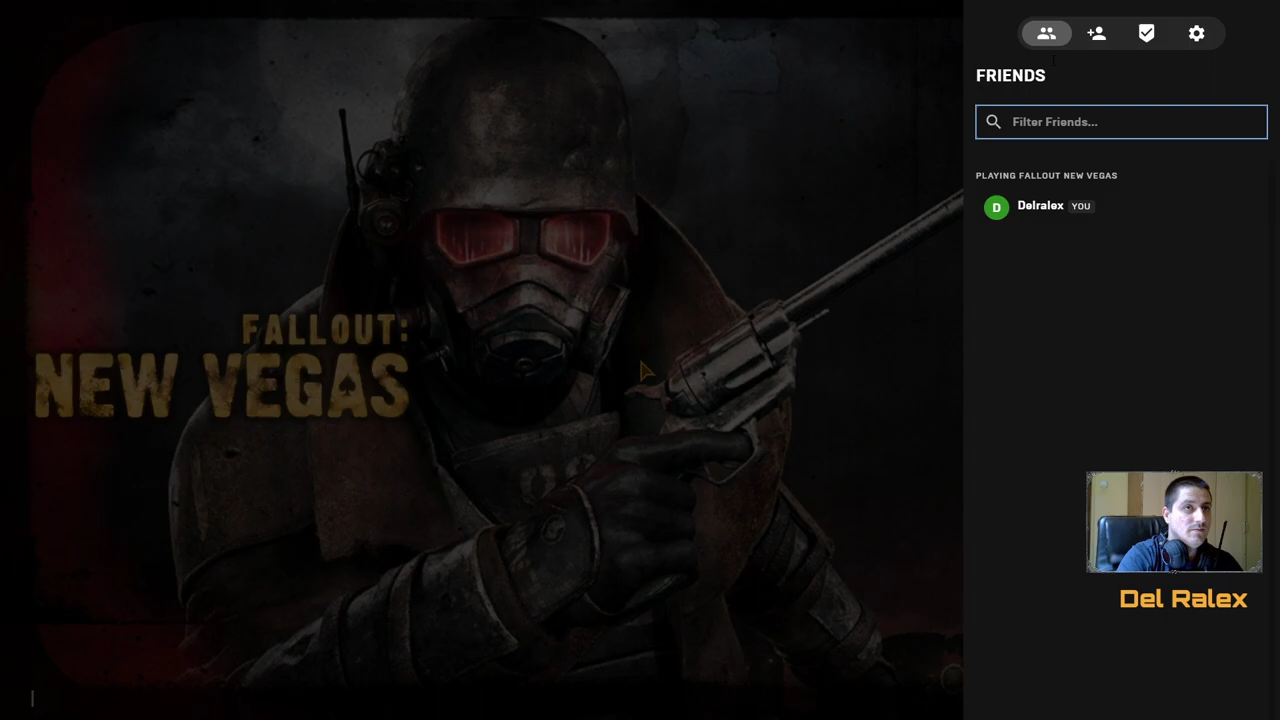 FRIENDS
Filter Friends...
PLAYING FALLOUT NEW VEGAS
D
Delralex YOU
FALLOUT:
NEW VEGAS
Del Ralex